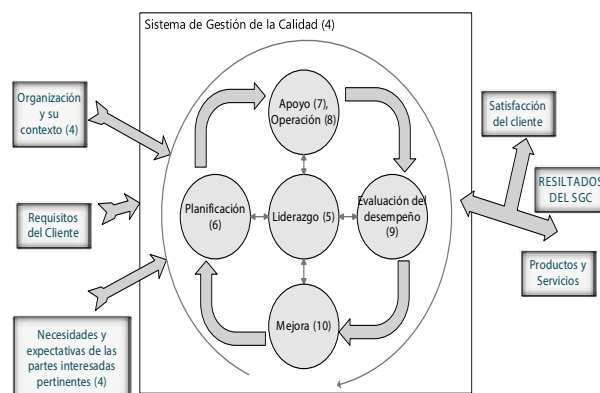 Sistema de Gestión de la Calidad (4)
Organización
y su
contexto (4)
Requisitos
del Cliente
Necesidades y
expectativas de las
partes interesadas
pertinentes (4)
Apoyo (7),
Operación (8)
Planificación
(6)
Liderazgo (5)
Evaluación del
desempeño
(9)
Mejora (10)
Satisfacción
del cliente
RESILTADOS
DEL SGC
Productos y
Servicios